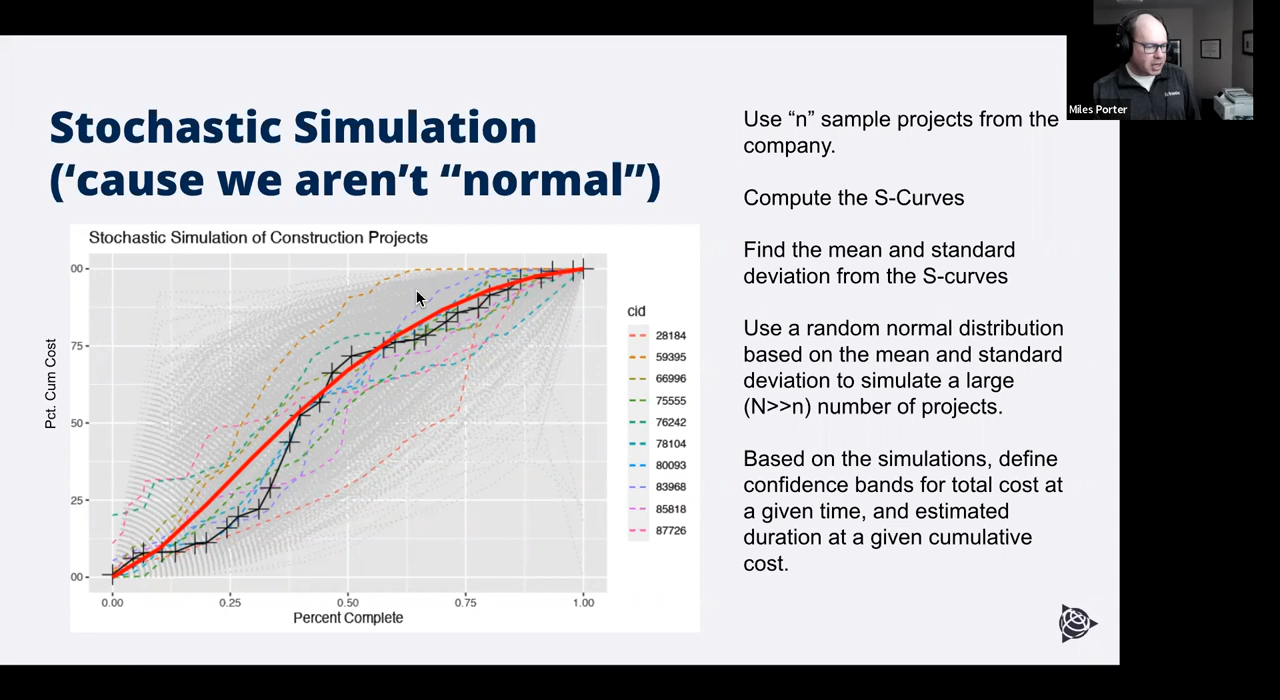 Miles Porter
Stochastic Simulation
(‘cause we aren’t “normal”)
Stochastic Simulation of Construction Projects
Pct. Cum Cost
00
75
50
25
00
0.00
0.25
0.50
0.75
1.00
Percent Complete
cid
28184
59395
66996
75555
76242
78104
80093
83968
85818
87726
Use “n” sample projects from the
company.
Compute the S-Curves
Find the mean and standard
deviation from the S-curves
Use a random normal distribution
based on the mean and standard
deviation to simulate a large
(N>>n) number of projects.
Based on the simulations, define
confidence bands for total cost at
a given time, and estimated
duration at a given cumulative
cost.